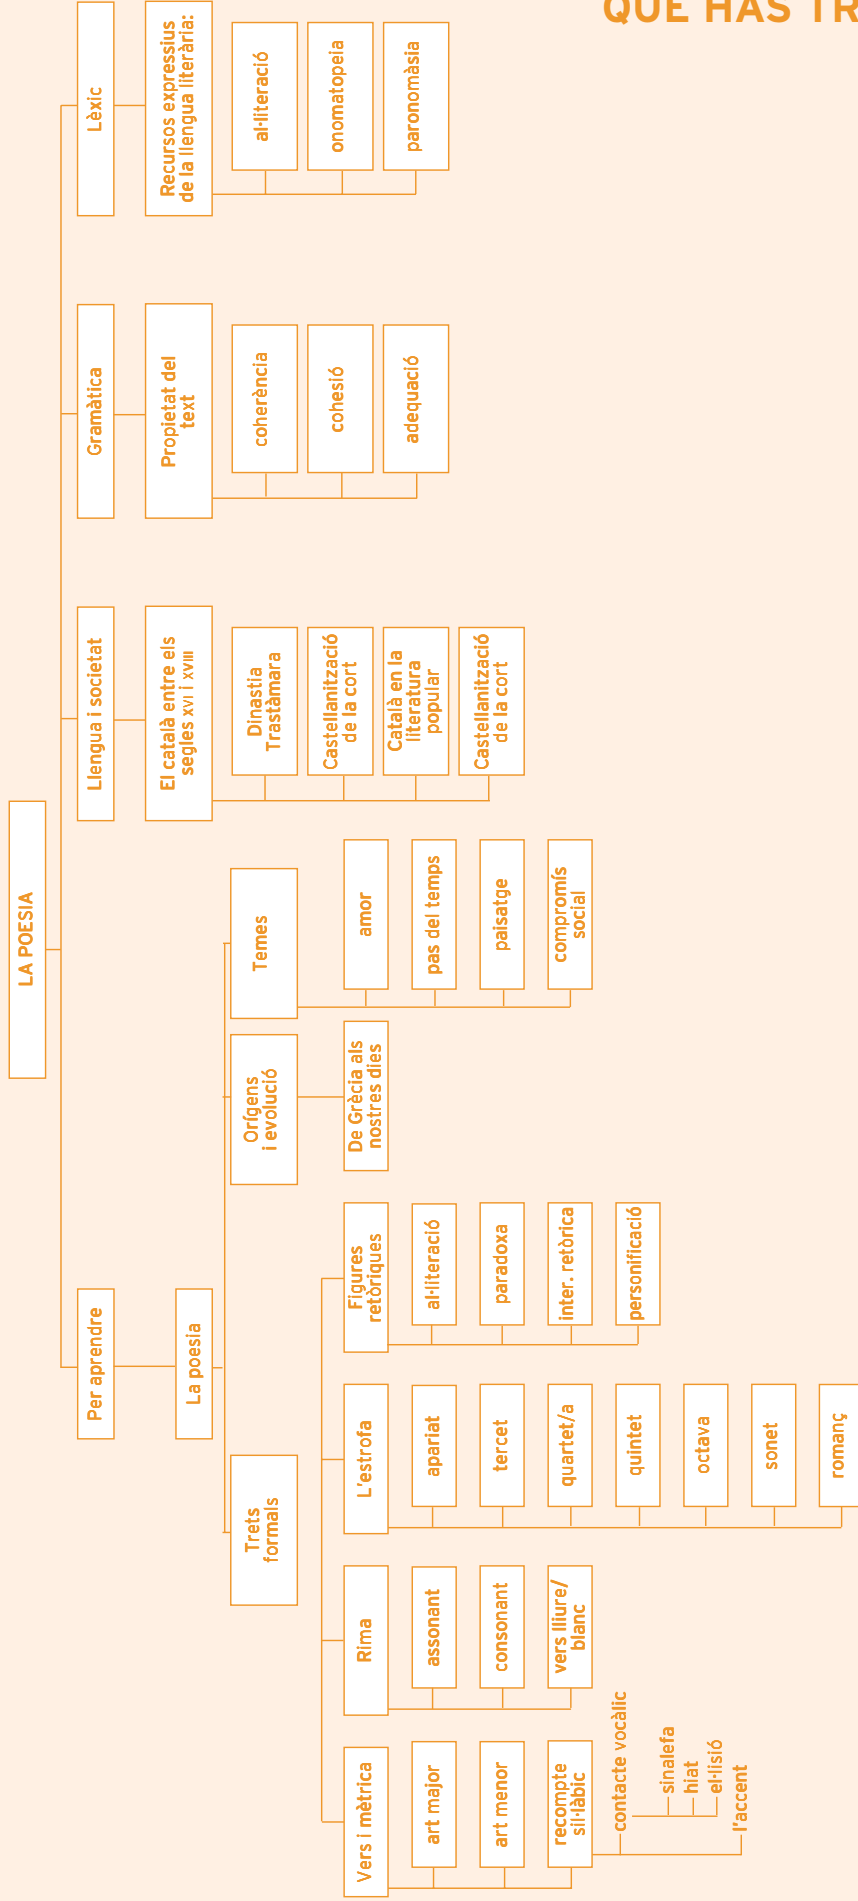 QUÈ HAS TR
LA POESIA
Per aprendre
La poesia
Trets
formals
Vers i mètrica
art major
art menor
recompte
sil·làbic
contacte vocàlic
sinalefa
hiat
el·lisió
l'accent
Rima
assonant
consonant
vers lliure/
blanc
L'estrofa
apariat
tercet
quartet/a
quintet
octava
sonet
romanç
Figures
retòriques
al·literació
paradoxa
inter. retòrica
personificació
Orígens
i evolució
De Grècia als
nostres dies
Temes
amor
pas del temps
paisatge
compromís
social
Llengua i societat
El català entre els
segles XVI i XVIII
Dinastia
Trastàmara
Castellanització
de la cort
Català en la
literatura
popular
Castellanització
de la cort
Gramàtica
Propietat del
text
coherència
cohesió
adequació
Lèxic
Recursos expressius
de la llengua literària:
al·literació
onomatopeia
paronomàsia